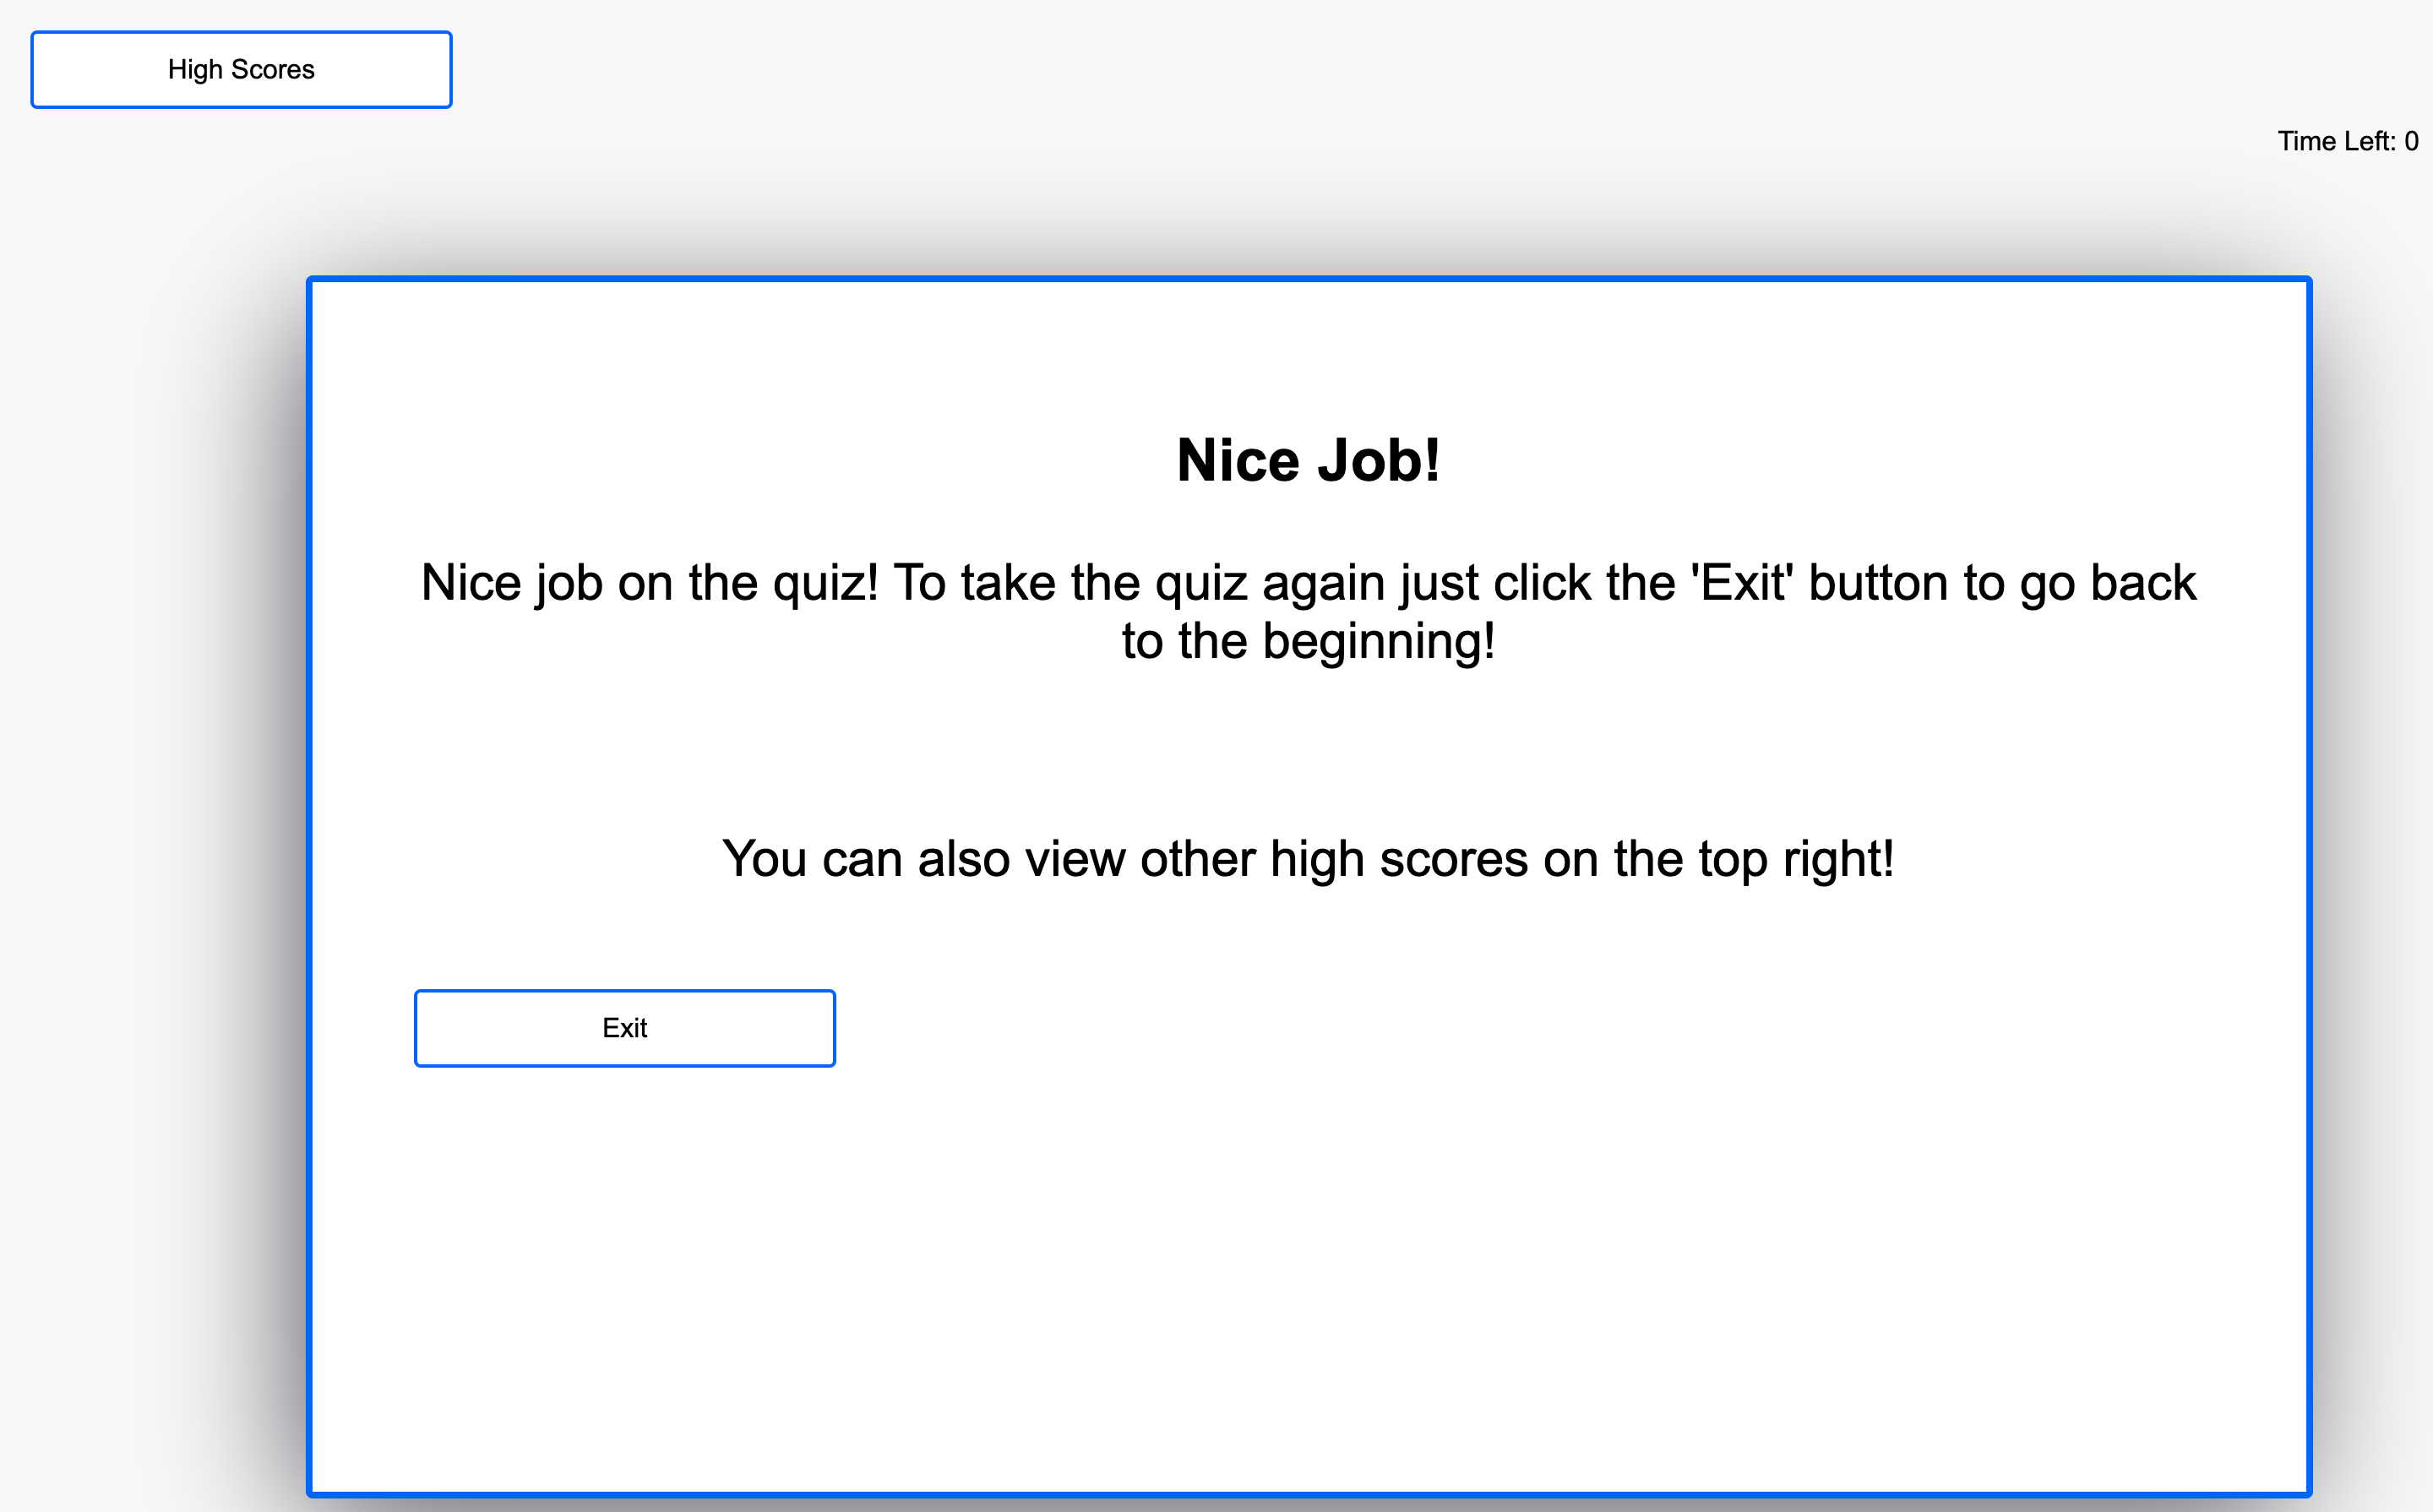 High Scores
Time Left: 0
Nice Job!
Nice job on the quiz! To take the quiz again just click the 'Exit' button to go back
to the beginning!
You can also view other high scores on the top right!
Exit